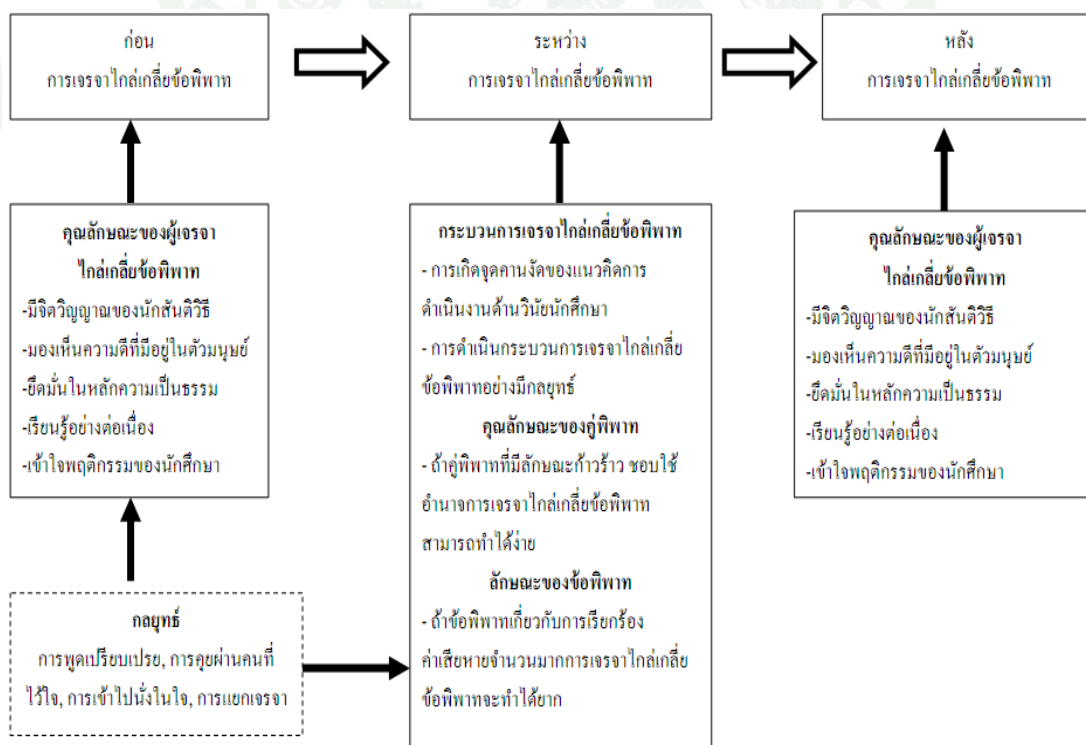 ก่อน
การเจรจาไกล่เกลี่ยข้อพิพาท
ระหว่าง
การเจรจาไกล่เกลี่ยข้อพิพาท
หลัง
การเจรจาไกล่เกลี่ยข้อพิพาท
คุณลักษณะของผู้เจรจา
ไกล่เกลี่ยข้อพิพาท
-มีจิตวิญญาณของนักสันติวิธี
-มองเห็นความดีที่มีอยู่ในตัวมนุษย์
-ยึดมั่นในหลักความเป็นธรรม
-เรียนรู้อย่างต่อเนื่อง
-เข้าใจพฤติกรรมของนักศึกษา
กระบวนการเจรจาไกล่เกลี่ยข้อพิพาท
- การเกิดจุดคานงัดของแนวคิดการ
ดำเนินงานด้านวินัยนักศึกษา
- การดำเนินกระบวนการเจรจาไกล่เกลี่ย
ข้อพิพาทอย่างมีกลยุทธ์
คุณลักษณะของคู่พิพาท
- ถ้าคู่พิพาทที่มีลักษณะก้าวร้าว ชอบใช้
อำนาจการเจรจาไกล่เกลี่ยข้อพิพาท
สามารถทำได้ง่าย
ลักษณะของข้อพิพาท
- ถ้าข้อพิพาทเกี่ยวกับการเรียกร้อง
ค่าเสียหายจำนวนมากการเจรจาไกล่เกลี่ย
ข้อพิพาทจะทำได้ยาก
คุณลักษณะของผู้เจรจา
ไกล่เกลี่ยข้อพิพาท
-มีจิตวิญญาณของนักสันติวิธี
-มองเห็นความดีที่มีอยู่ในตัวมนุษย์
-ยึดมั่นในหลักความเป็นธรรม
-เรียนรู้อย่างต่อเนื่อง
-เข้าใจพฤติกรรมของนักศึกษา
กลยุทธ์
การพูดเปรียบเปรย, การคุยผ่านคนที่
ไว้ใจ, การเข้าไปนั่งในใจ, การแยกเจรจา